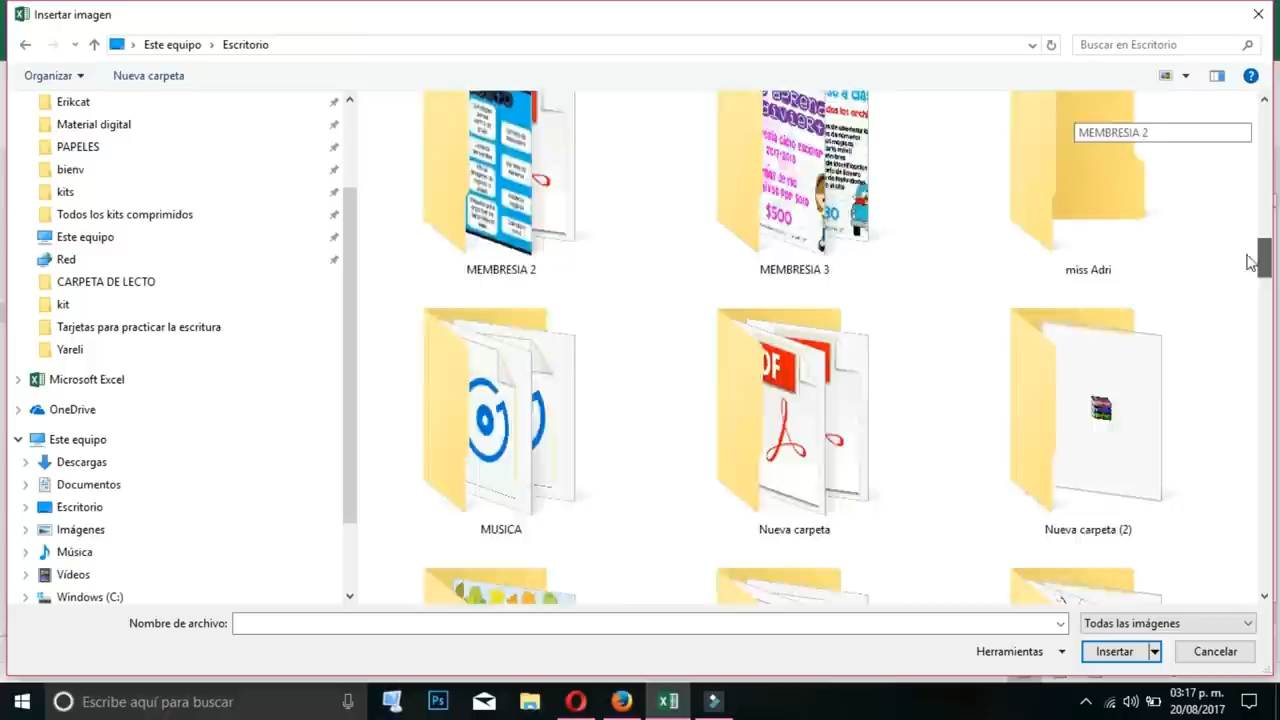 Insertar imagen
Este equipo > Escritorio
Buscar en Escritorio
Organizar
Nueva carpeta
Erikcat
Material digital
PAPELES
bienv
kits
Todos los kits comprimidos
Este equipo
Red
CARPETA DE LECTO
kit
Tarjetas para practicar la escritura
Yareli
Microsoft Excel
OneDrive
Este equipo
Descargas
Documentos
Escritorio
Imágenes
Música
Vídeos
Windows (C:)
2017-2018
$500
MEMBRESIA 2
MEMBRESIA 2
MEMBRESIA 3
miss Adri
MUSICA
Nueva carpeta
Nueva carpeta (2)
Nombre de archivo:
Todas las imágenes
Herramientas
Insertar
Cancelar
Escribe aquí para buscar
Ps
03:17 p. m.
20/08/2017